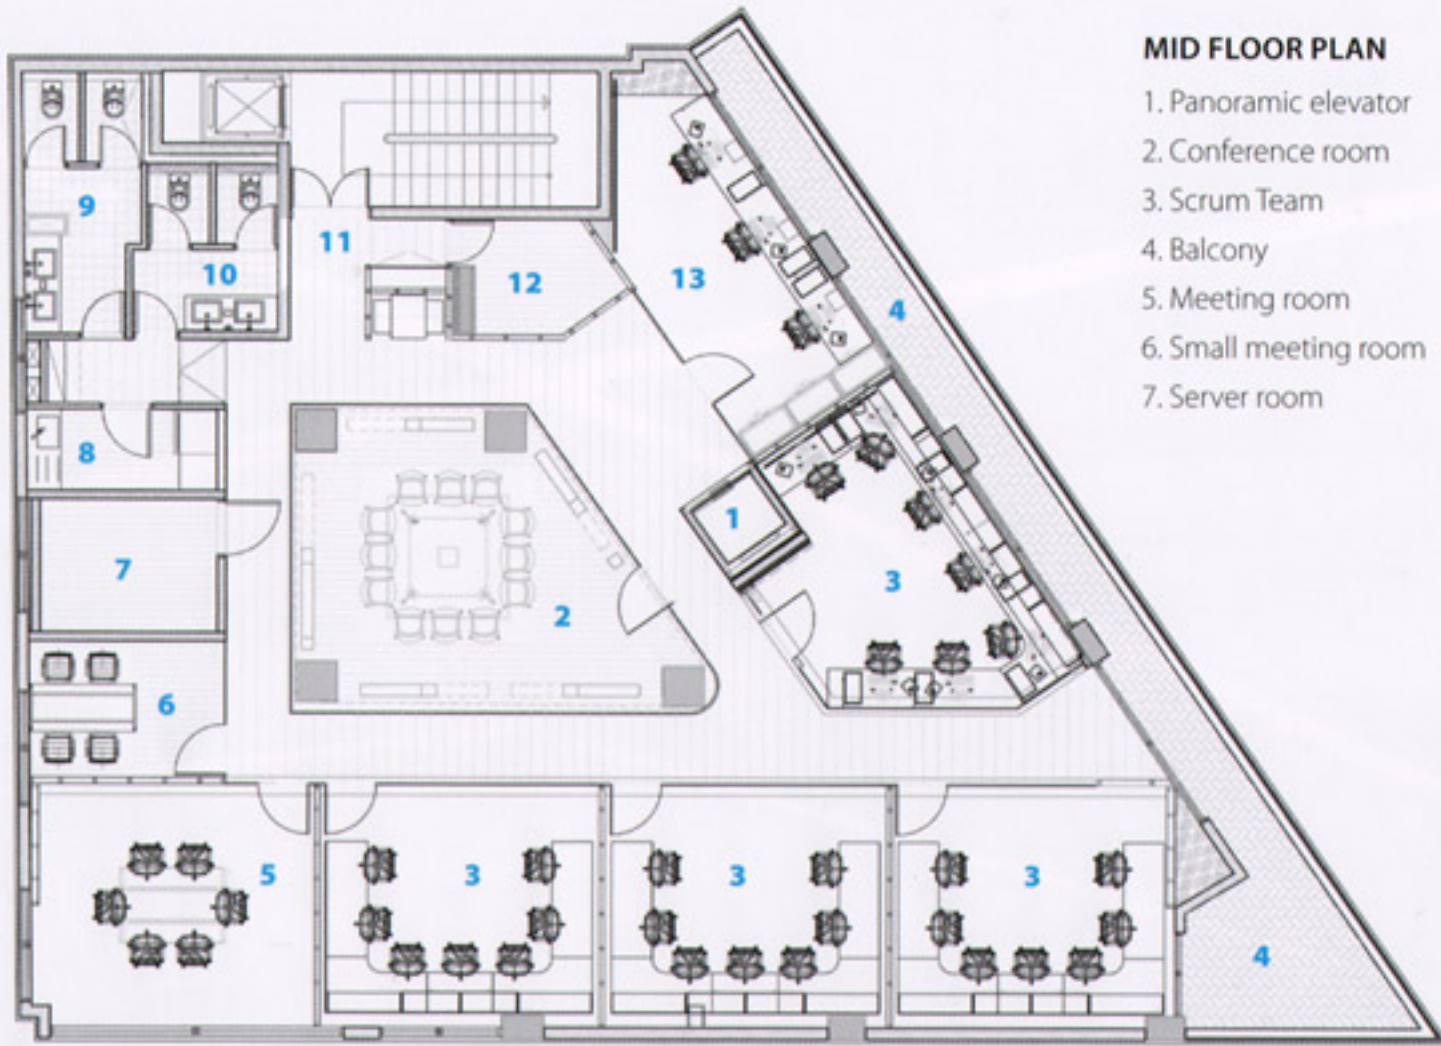 MID FLOOR PLAN
1. Panoramic elevator
2. Conference room
3. Scrum Team
4. Balcony
5. Meeting room
6. Small meeting room
7. Server room
9
10
11
12
13
4
8
1
7
3
2
6
5
3
3
3
4